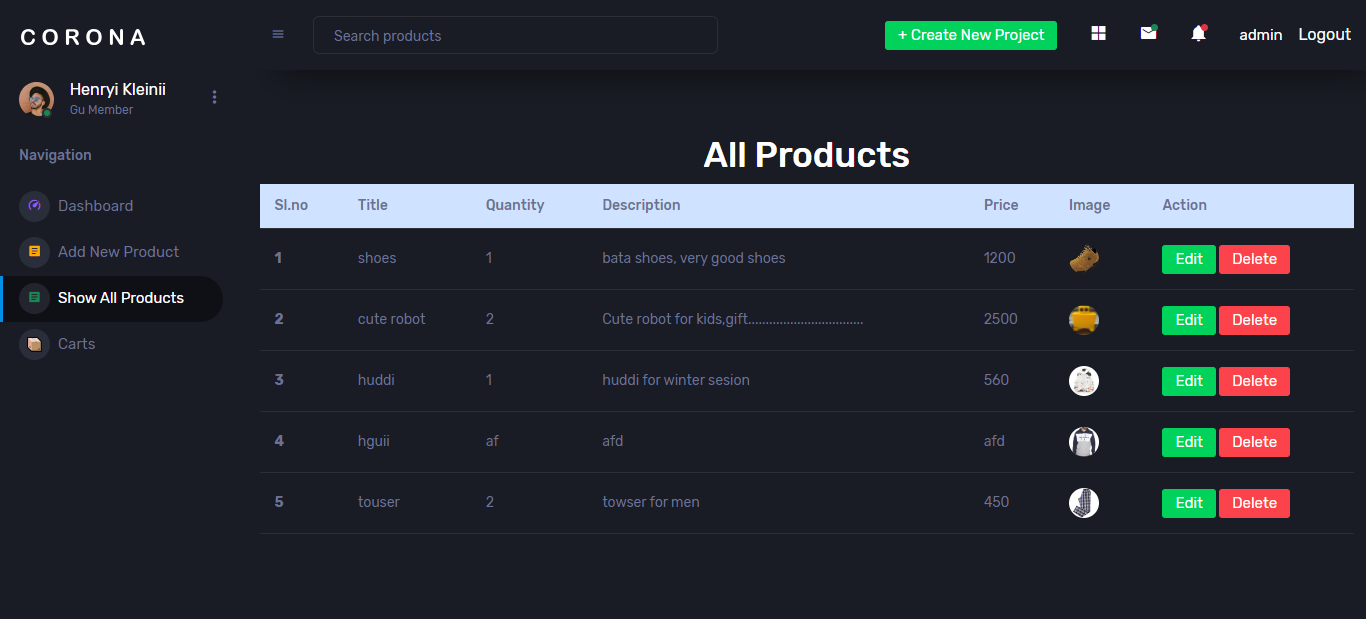 CORONA
Search products
+ Create New Project
admin
Logout
Henryi Kleinii
Gu Member
Navigation
Dashboard
Add New Product
Show All Products
Carts
All Products
Sl.no Title Quantity Description Price Image Action
1 shoes 1 bata shoes, very good shoes 1200 Edit Delete
2 cute robot 2 Cute robot for kids,gift................................. 2500 Edit Delete
3 huddi 1 huddi for winter sesion 560 Edit Delete
4 hguii af afd afd Edit Delete
5 touser 2 towser for men 450 Edit Delete